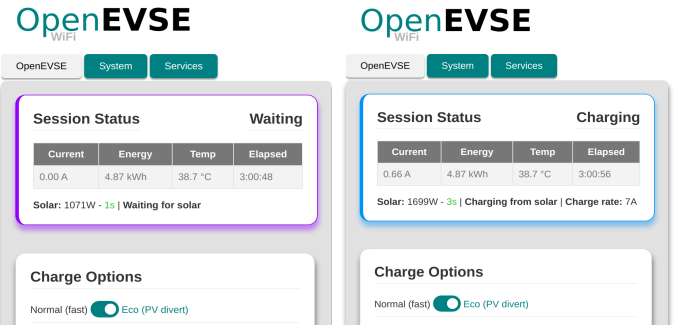 OpenEVSE
WiFi
OpenEVSE System Services
Session Status Waiting
Current Energy Temp Elapsed
0.00 A 4.87 kWh 38.7 °C 3:00:48
Solar: 1071W - 1s | Waiting for solar
Charge Options
Normal (fast) Eco (PV divert)
OpenEVSE
WiFi
OpenEVSE System Services
Session Status Charging
Current Energy Temp Elapsed
0.66 A 4.87 kWh 38.7 °C 3:00:56
Solar: 1699W - 3s | Charging from solar | Charge rate: 7A
Charge Options
Normal (fast) Eco (PV divert)